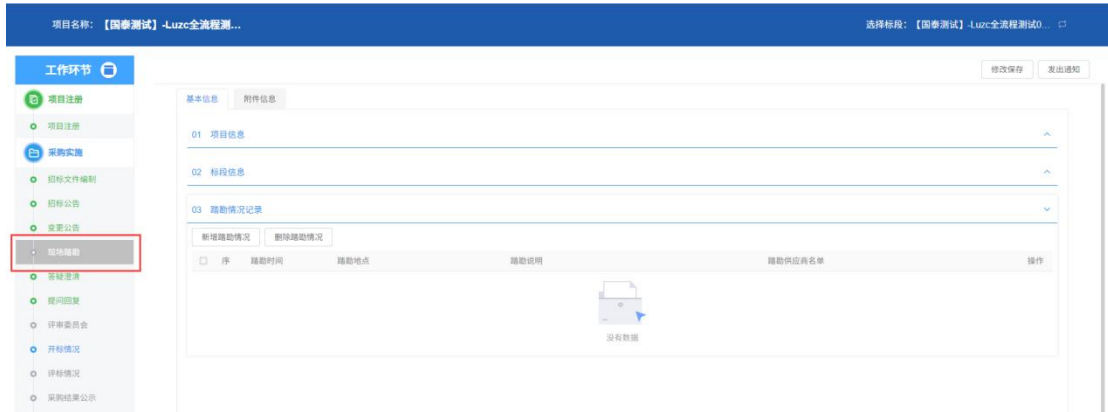 项目名称: 【国泰测试】-Luzc全流程测...
选择标段: 【国泰测试】-Luzc全流程测试0...
工作环节
修改保存 发出通知
项目注册
基本信息 附件信息
项目注册
01 项目信息
采购实施
02 标段信息
招标文件编制
招标公告
03 踏勘情况记录
变更公告
新增踏勘情况 删除踏勘情况
现场踏勘
序 踏勘时间 踏勘地点 踏勘说明 踏勘供应商名单 操作
答疑澄清
提问回复
评审委员会
没有数据
开标情况
评标情况
采购结果公示